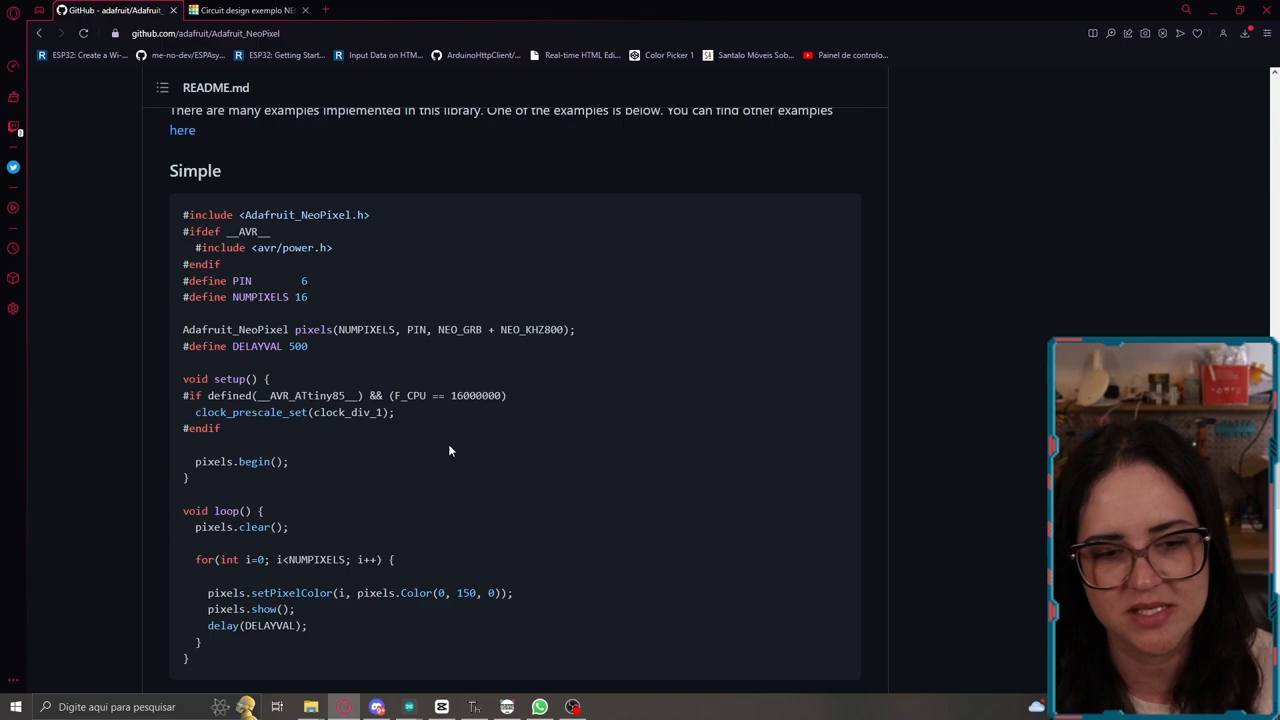 GitHub - adafruit/Adafruit_
Circuit design exemplo NE
github.com/adafruit/Adafruit_NeoPixel
ESP32: Create a Wi-...
me-no-dev/ESPAsy...
ESP32: Getting Start...
Input Data on HTM...
ArduinoHttpClient/...
Real-time HTML Edi...
Color Picker 1
Santalo Móveis Sob...
Painel de controlo...
README.md
There are many examples implemented in this library. One of the examples is below. You can find other examples
here
Simple
#include <Adafruit_NeoPixel.h>
#ifdef __AVR__
#include <avr/power.h>
#endif
#define PIN 6
#define NUMPIXELS 16
Adafruit_NeoPixel pixels(NUMPIXELS, PIN, NEO_GRB + NEO_KHZ800);
#define DELAYVAL 500
void setup() {
#if defined(__AVR_ATtiny85__) && (F_CPU == 16000000)
clock_prescale_set(clock_div_1);
#endif
pixels.begin();
}
void loop() {
pixels.clear();
for(int i=0; i<NUMPIXELS; i++) {
pixels.setPixelColor(i, pixels.Color(0, 150, 0));
pixels.show();
delay(DELAYVAL);
}
}
Digite aqui para pesquisar